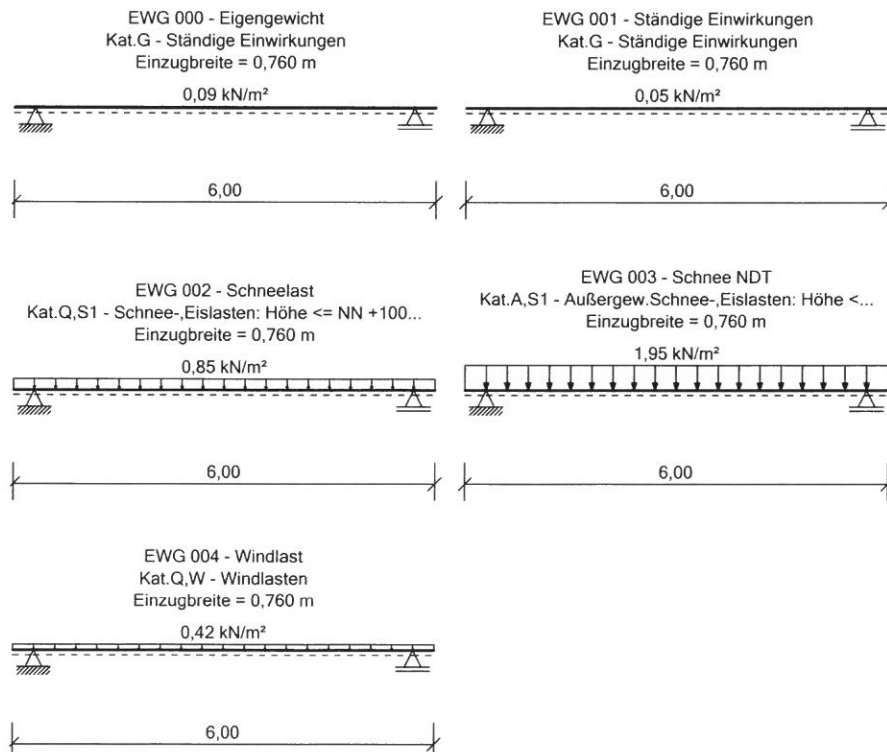 EWG 000 - Eigengewicht
Kat.G - Ständige Einwirkungen
Einzugbreite = 0,760 m
0,09 kN/m²
6,00
EWG 001 - Ständige Einwirkungen
Kat.G - Ständige Einwirkungen
Einzugbreite = 0,760 m
0,05 kN/m²
6,00
EWG 002 - Schneelast
Kat.Q,S1 - Schnee-,Eislasten: Höhe <= NN +100...
Einzugbreite = 0,760 m
0,85 kN/m²
6,00
EWG 003 - Schnee NDT
Kat.A,S1 - Außergew.Schnee-,Eislasten: Höhe <...
Einzugbreite = 0,760 m
1,95 kN/m²
6,00
EWG 004 - Windlast
Kat.Q,W - Windlasten
Einzugbreite = 0,760 m
0,42 kN/m²
6,00